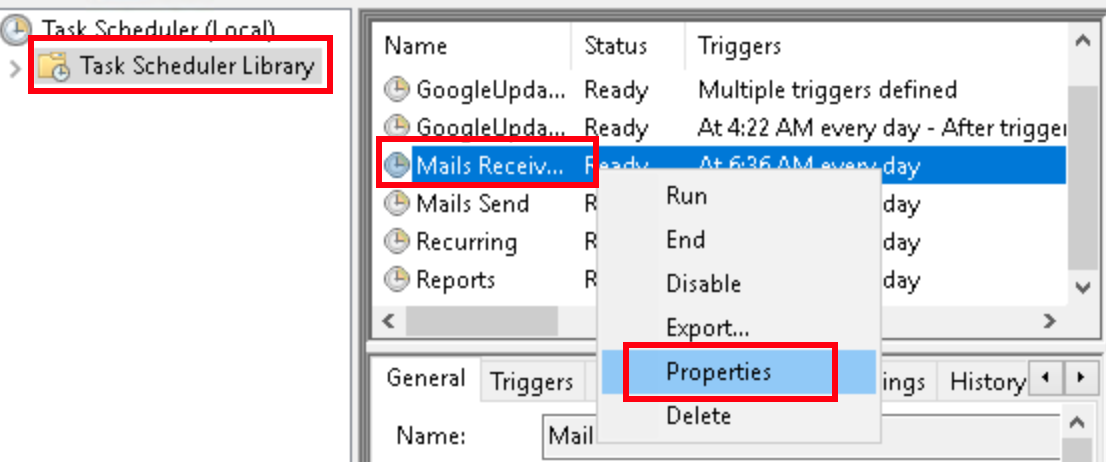 Task Scheduler (Local)
Task Scheduler Library
Name Status Triggers
GoogleUpda... Ready Multiple triggers defined
GoogleUpda... Ready At 4:22 AM every day - After trigger
Mails Receiv... Ready At 6:36 AM every day
Mails Send R day
Recurring R day
Reports R day
Run
End
Disable
Export...
Properties
Delete
General Triggers ings History
Name: Mail